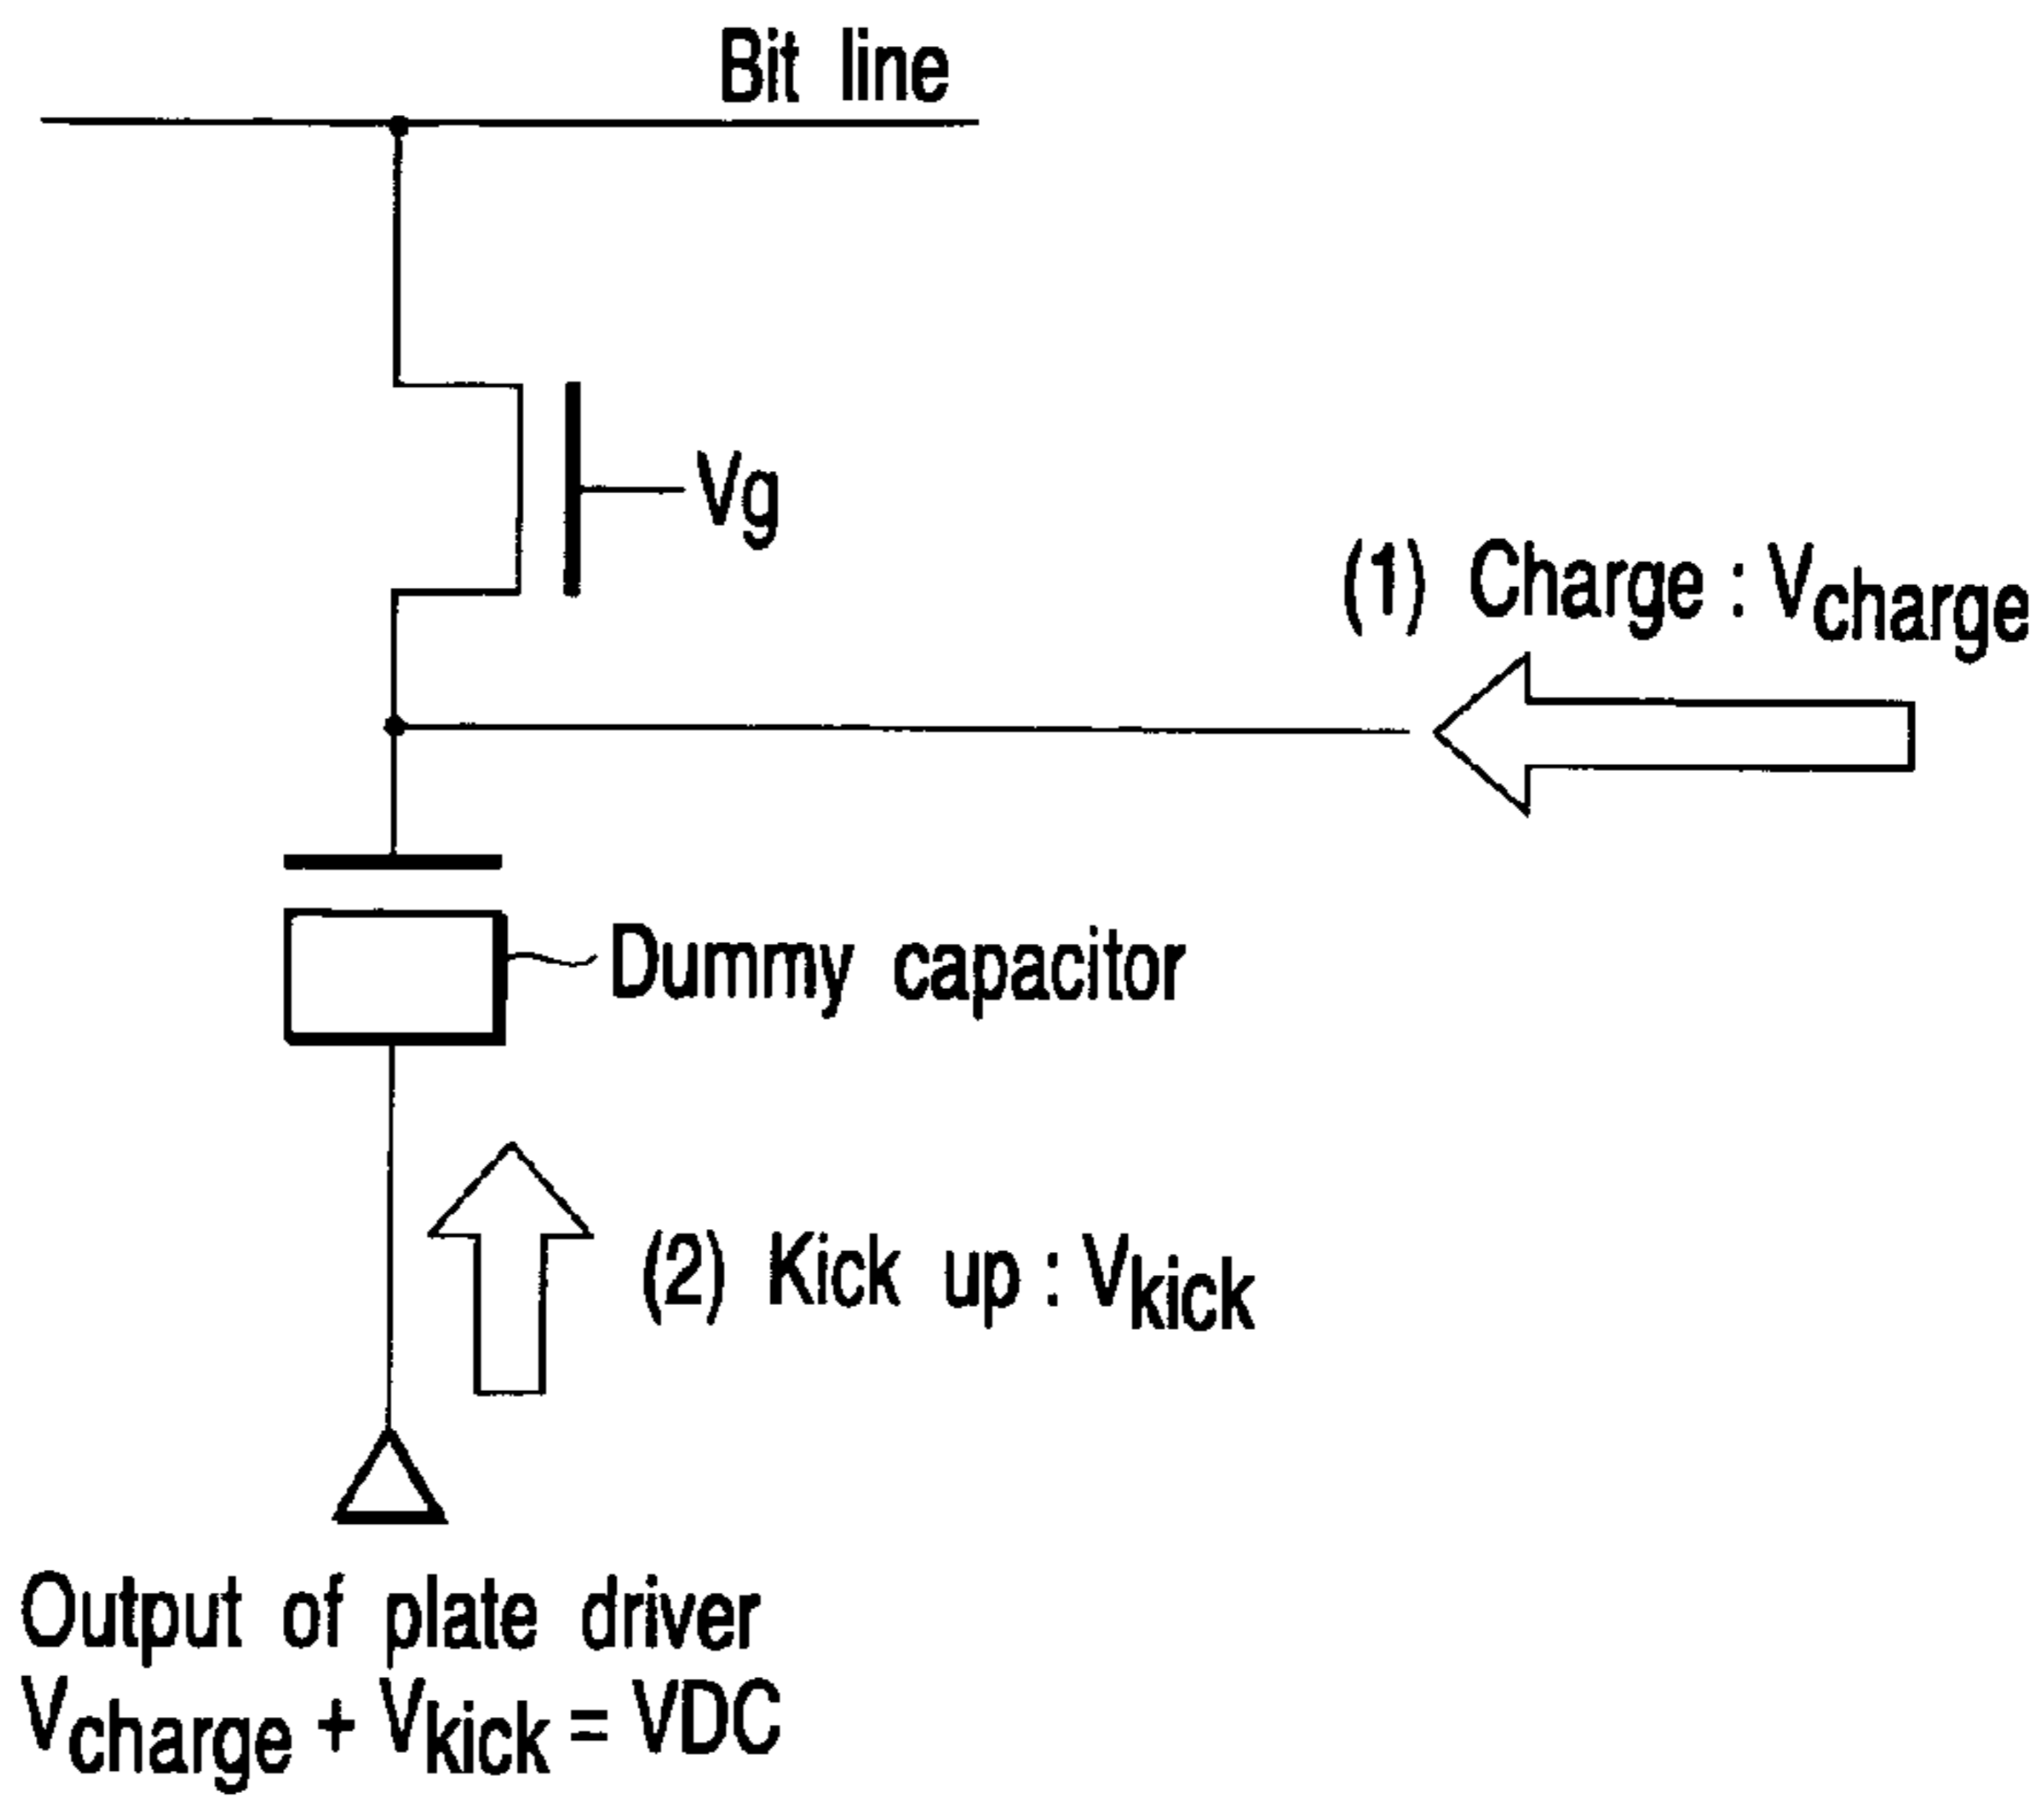 Bit line
Vg
(1) Charge : Vcharge
Dummy capacitor
(2) Kick up : Vkick
Output of plate driver
Vcharge + Vkick = VDC